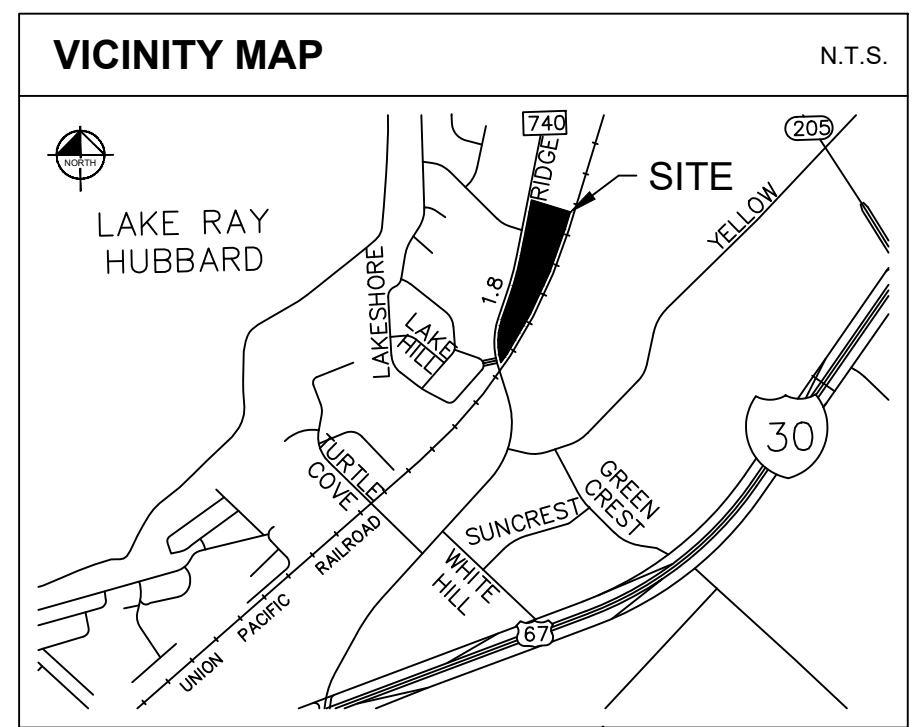 VICINITY MAP
N.T.S.
NORTH
LAKE RAY
HUBBARD
740
RIDGE
SITE
205
YELLOW
1.8
LAKESHORE
LAKE
HILL
30
TURTLE
COVE
GREEN
CREST
SUNCREST
WHITE
HILL
UNION PACIFIC RAILROAD
67